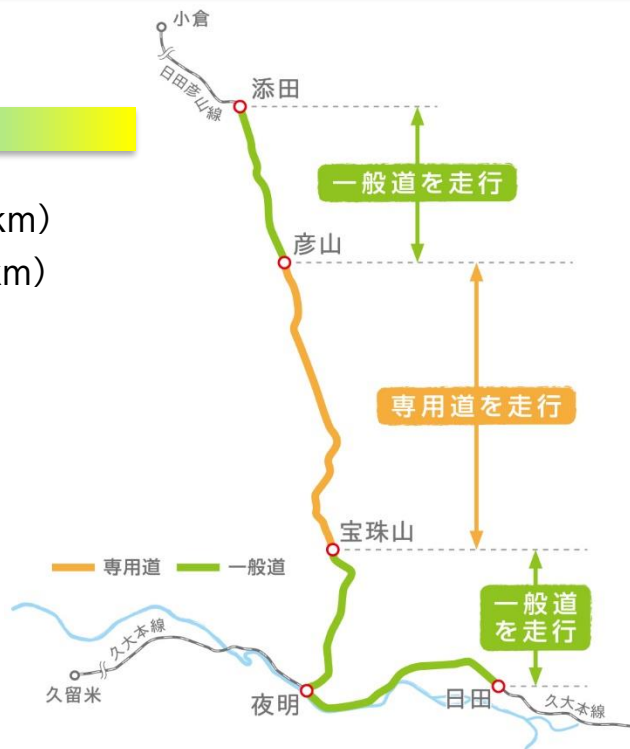 小倉
日田彦山線
添田
一般道を走行
km）
彦山
km）
専用道を走行
宝珠山
専用道
一般道
一般道
を走行
久大本線
久留米
夜明
日田
久大本線